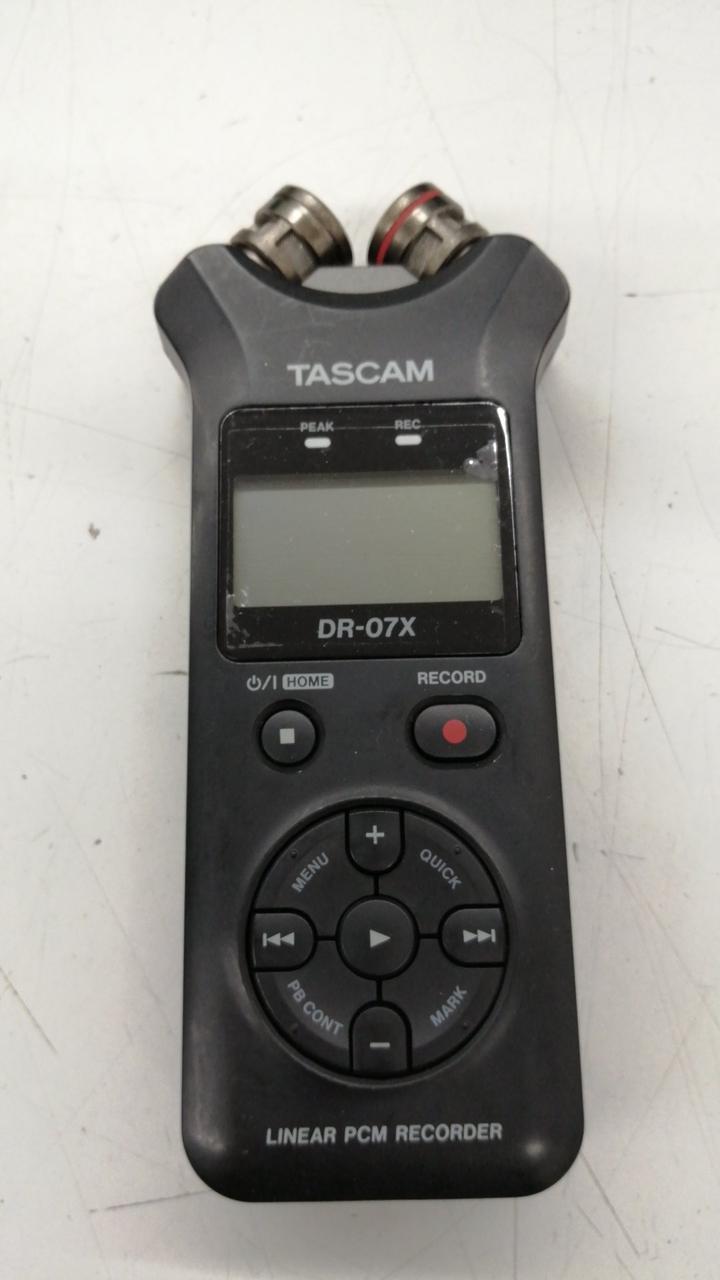 TASCAM
PEAK REC
DR-07X
⏻/I HOME RECORD
+
MENU QUICK
PB CONT MARK
−
LINEAR PCM RECORDER